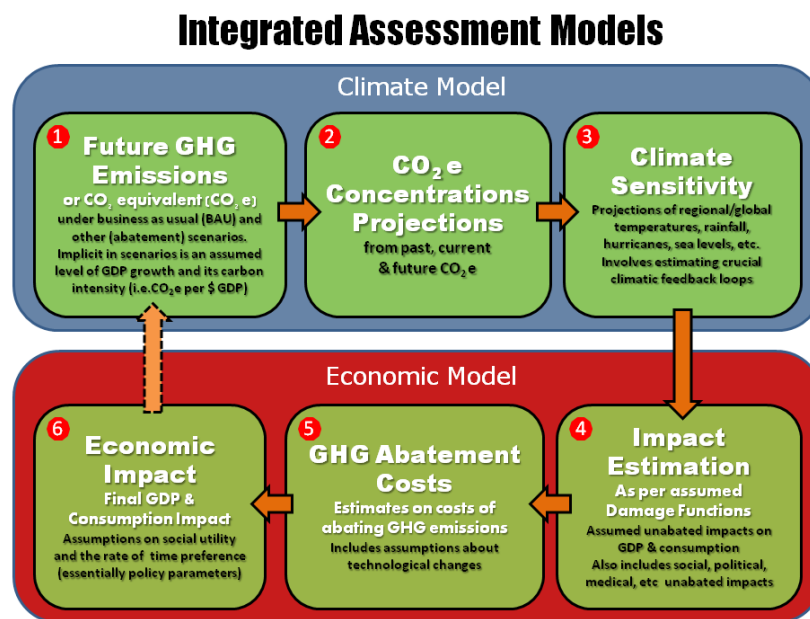 Integrated Assessment Models
Climate Model
1
Future GHG
Emissions
or CO₂ equivalent (CO₂ e)
under business as usual (BAU) and
other (abatement) scenarios.
Implicit in scenarios is an assumed
level of GDP growth and its carbon
intensity (i.e.CO₂e per $ GDP)
2
CO₂ e
Concentrations
Projections
from past, current
& future CO₂ e
3
Climate
Sensitivity
Projections of regional/global
temperatures, rainfall,
hurricanes, sea levels, etc.
Involves estimating crucial
climatic feedback loops
Economic Model
6
Economic
Impact
Final GDP &
Consumption Impact
Assumptions on social utility
and the rate of time preference
(essentially policy parameters)
5
GHG Abatement
Costs
Estimates on costs of
abating GHG emissions
Includes assumptions about
technological changes
4
Impact
Estimation
As per assumed
Damage Functions
Assumed unabated impacts on
GDP & consumption
Also includes social, political,
medical, etc unabated impacts